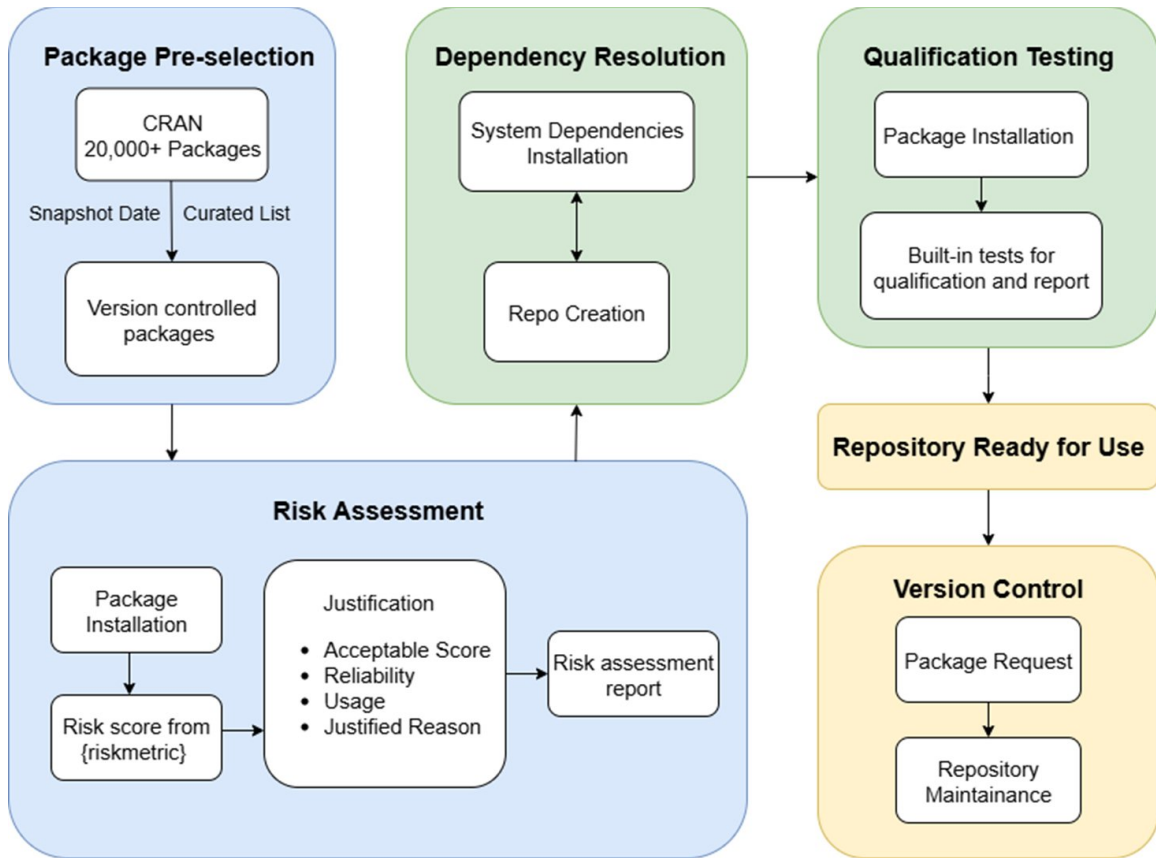 Package Pre-selection
CRAN
20,000+ Packages
Snapshot Date
Curated List
Version controlled
packages
Risk Assessment
Package
Installation
Risk score from
{riskmetric}
Justification
• Acceptable Score
• Reliability
• Usage
• Justified Reason
Risk assessment
report
Dependency Resolution
System Dependencies
Installation
Repo Creation
Qualification Testing
Package Installation
Built-in tests for
qualification and report
Repository Ready for Use
Version Control
Package Request
Repository
Maintainance